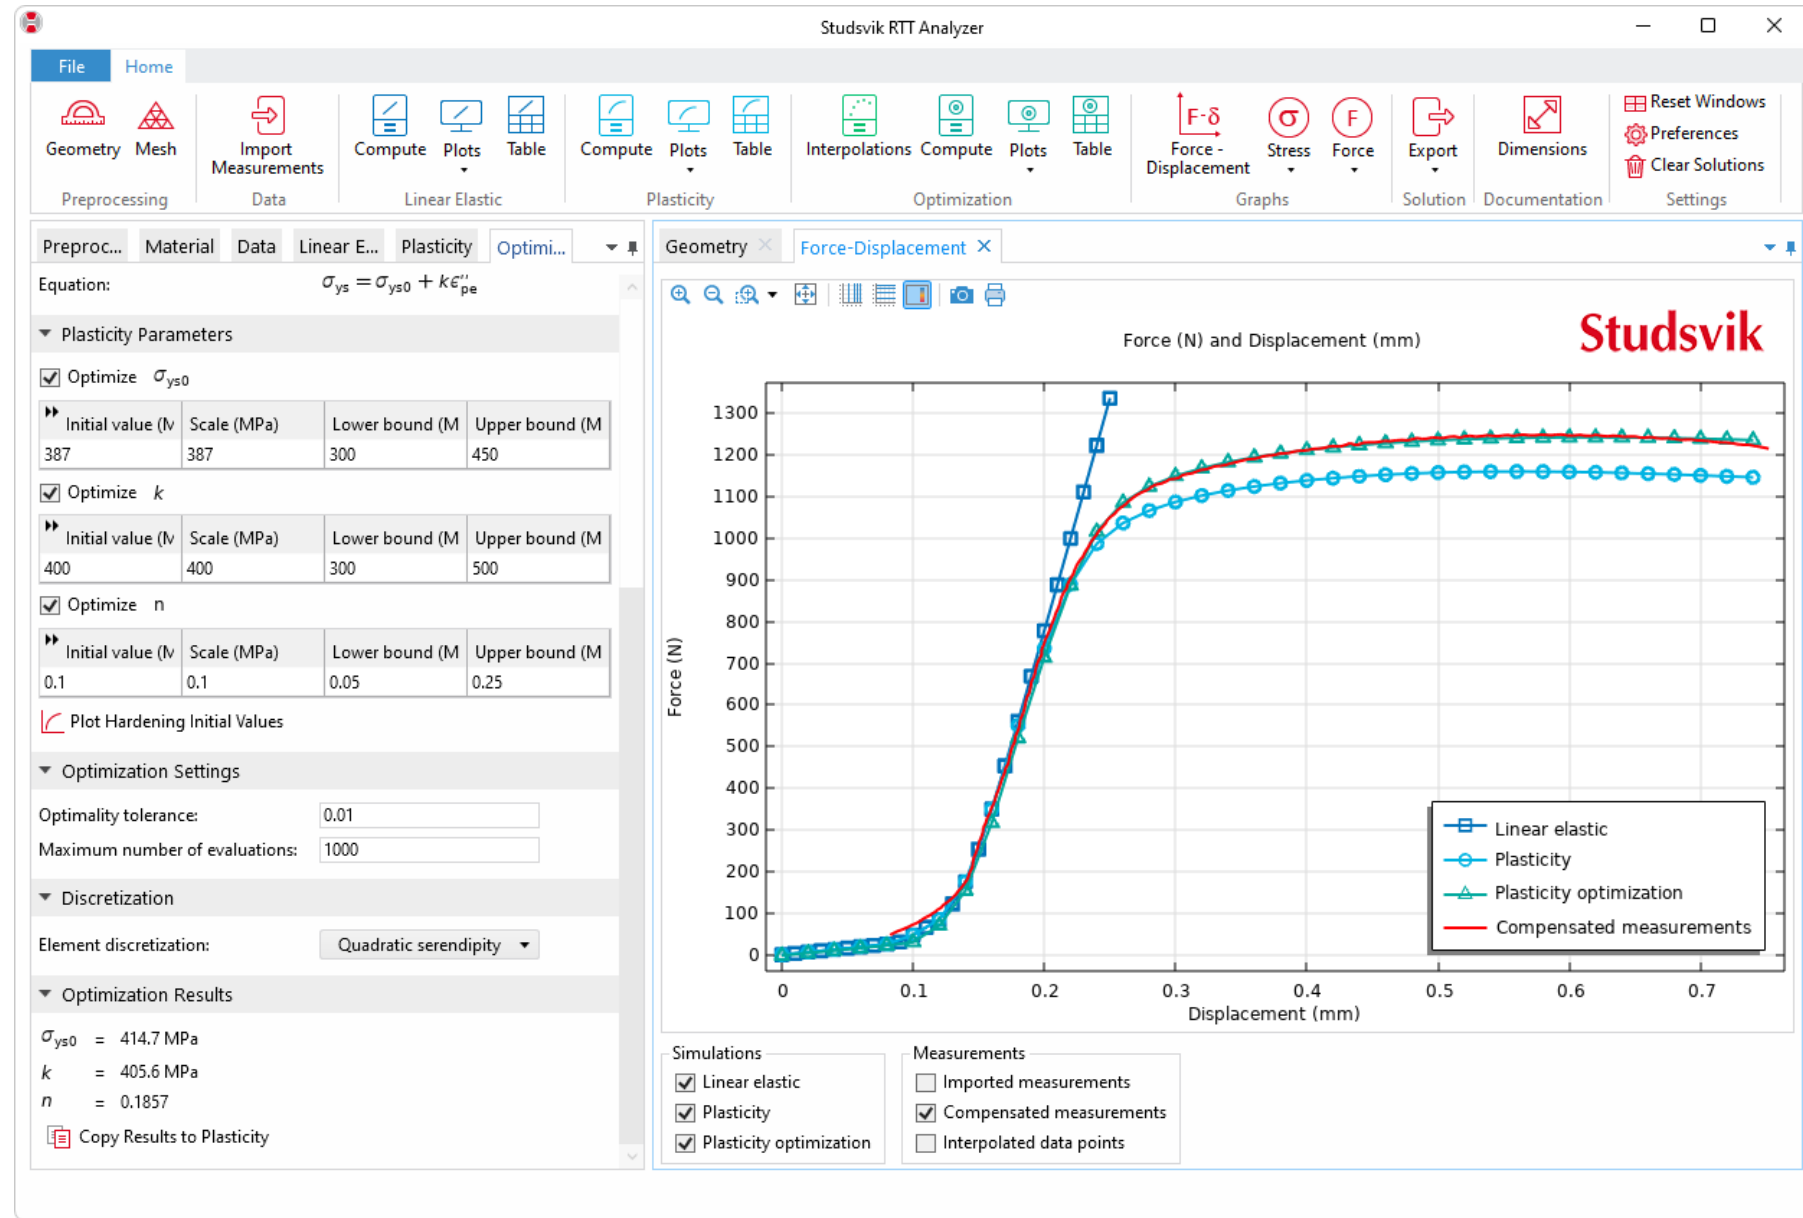 Studsvik RTT Analyzer
File Home
Geometry Mesh Import Measurements Compute Plots Table Compute Plots Table Interpolations Compute Plots Table F-δ Force - Displacement σ Stress F Force Export Dimensions
Reset Windows
Preferences
Clear Solutions
Preprocessing Data Linear Elastic Plasticity Optimization Graphs Solution Documentation Settings
Preproc... Material Data Linear E... Plasticity Optimi...
Equation: σys = σys0 + kϵpe
Plasticity Parameters
Optimize σys0
Initial value (M Scale (MPa) Lower bound (M Upper bound (M
387 387 300 450
Optimize k
Initial value (M Scale (MPa) Lower bound (M Upper bound (M
400 400 300 500
Optimize n
Initial value (M Scale (MPa) Lower bound (M Upper bound (M
0.1 0.1 0.05 0.25
Plot Hardening Initial Values
Optimization Settings
Optimality tolerance: 0.01
Maximum number of evaluations: 1000
Discretization
Element discretization: Quadratic serendipity
Optimization Results
σys0 = 414.7 MPa
k = 405.6 MPa
n = 0.1857
Copy Results to Plasticity
Geometry Force-Displacement
Studsvik
Force (N) and Displacement (mm)
1300
1200
1100
1000
900
800
700
600
500
400
300
200
100
0
Force (N)
0 0.1 0.2 0.3 0.4 0.5 0.6 0.7
Displacement (mm)
Linear elastic
Plasticity
Plasticity optimization
Compensated measurements
Simulations
Linear elastic
Plasticity
Plasticity optimization
Measurements
Imported measurements
Compensated measurements
Interpolated data points